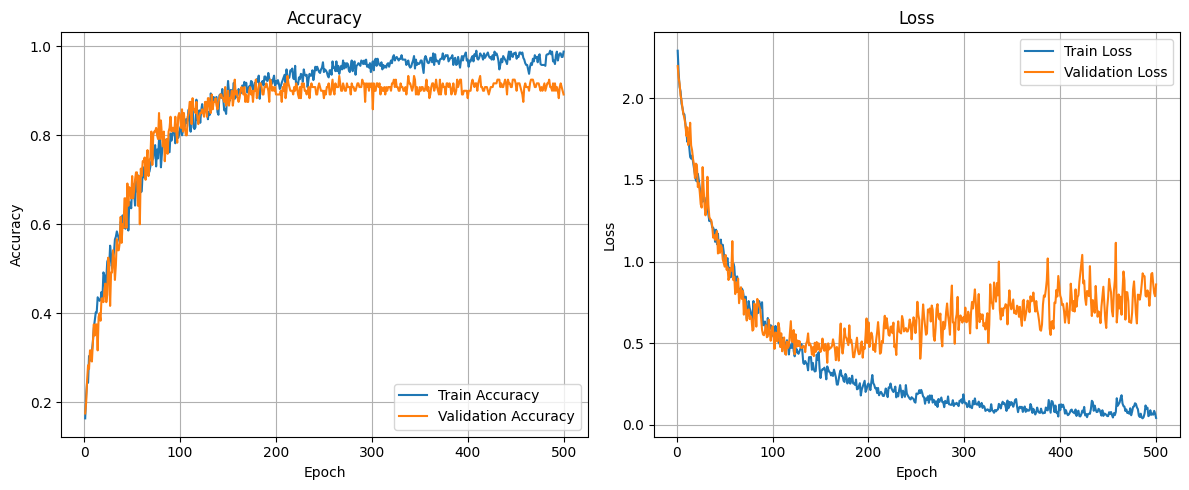 Accuracy
1.0
0.8
0.6
0.4
0.2
Accuracy
Train Accuracy
Validation Accuracy
0 100 200 300 400 500
Epoch
Loss
2.0
1.5
1.0
0.5
0.0
Loss
Train Loss
Validation Loss
0 100 200 300 400 500
Epoch